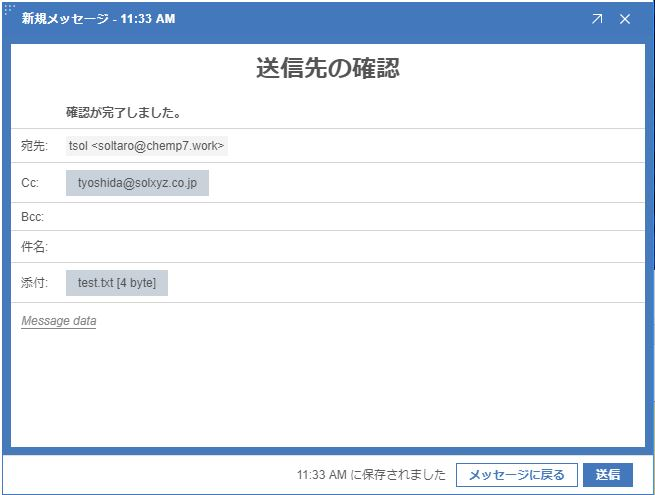 新規メッセージ - 11:33 AM
送信先の確認
確認が完了しました。
宛先: tsol <soltaro@chemp7.work>
Cc: tyoshida@solxyz.co.jp
Bcc:
件名:
添付: test.txt [4 byte]
Message data
11:33 AM に保存されました メッセージに戻る 送信